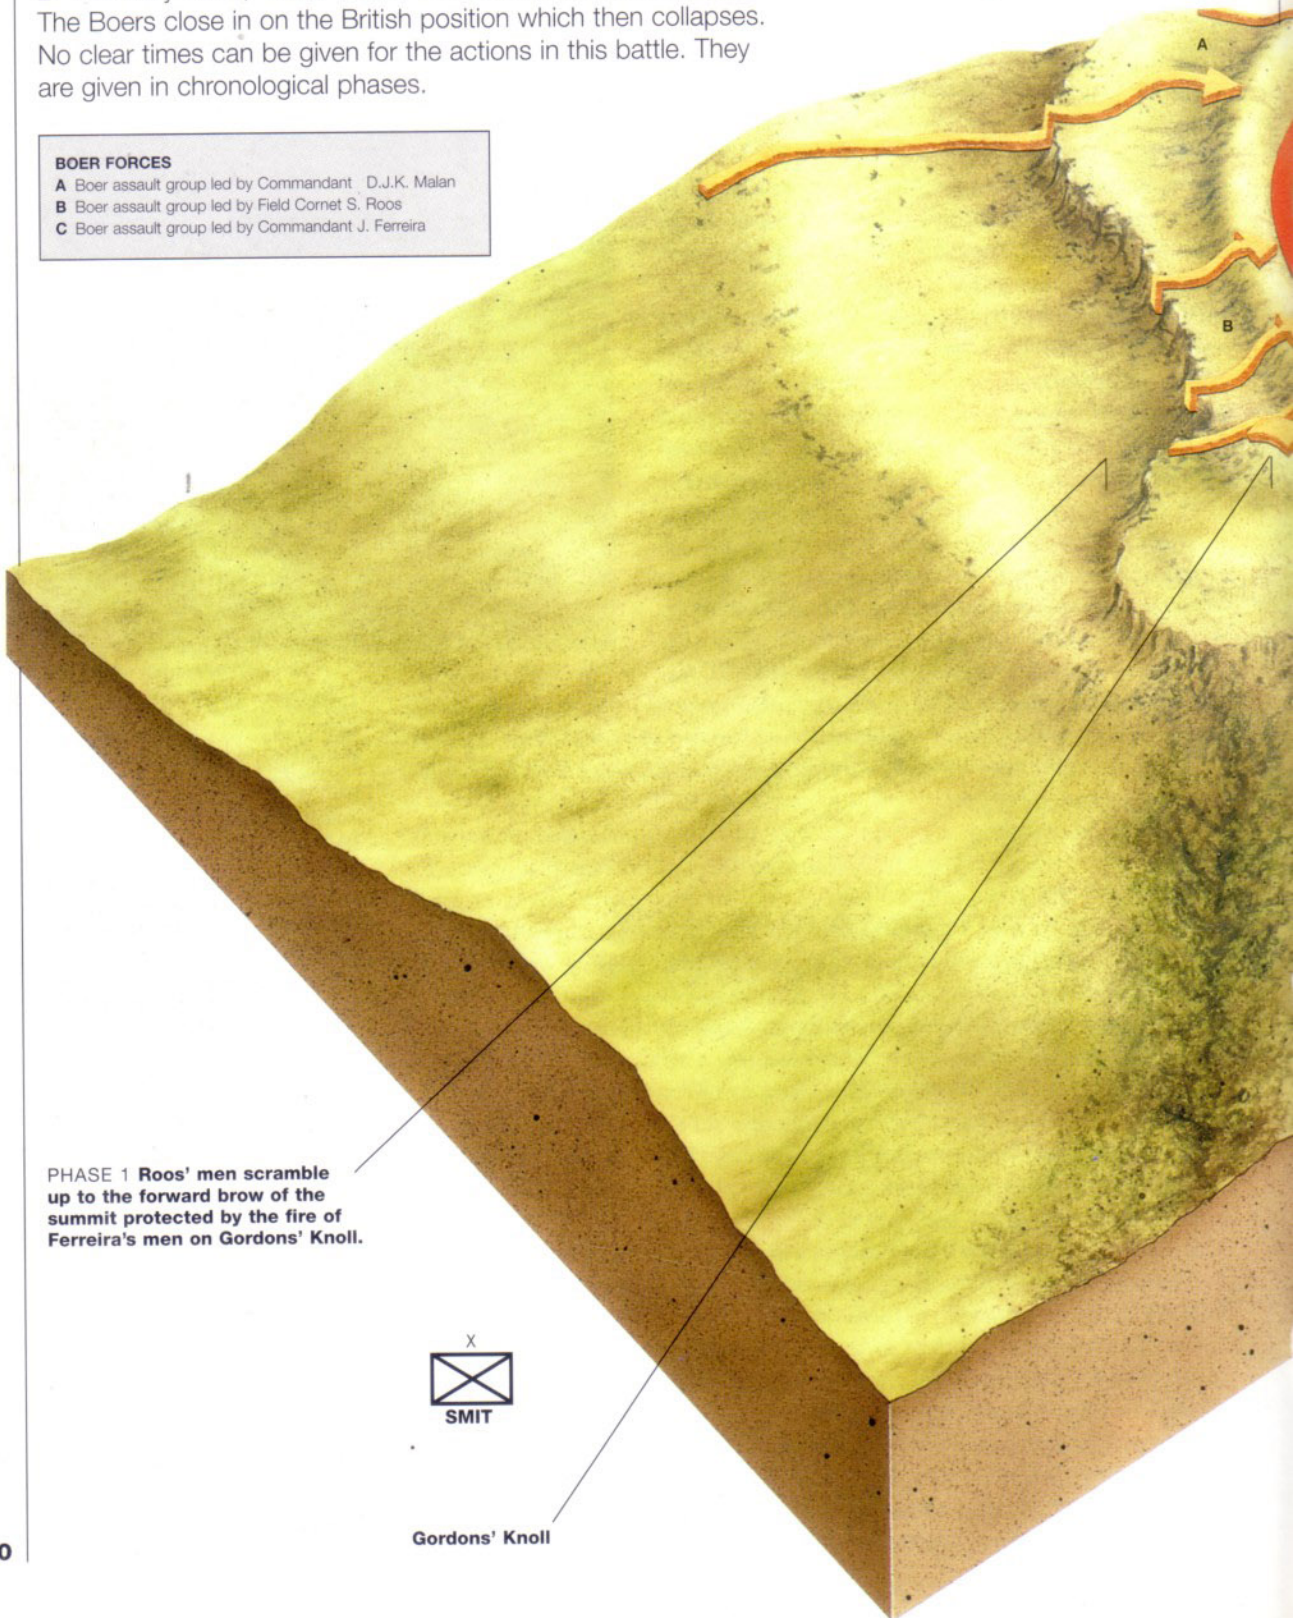 The Boers close in on the British position which then collapses.
No clear times can be given for the actions in this battle. They
are given in chronological phases.
BOER FORCES
A Boer assault group led by Commandant D.J.K. Malan
B Boer assault group led by Field Cornet S. Roos
C Boer assault group led by Commandant J. Ferreira
A
B
PHASE 1 Roos' men scramble
up to the forward brow of the
summit protected by the fire of
Ferreira's men on Gordons' Knoll.
X
SMIT
Gordons' Knoll
0